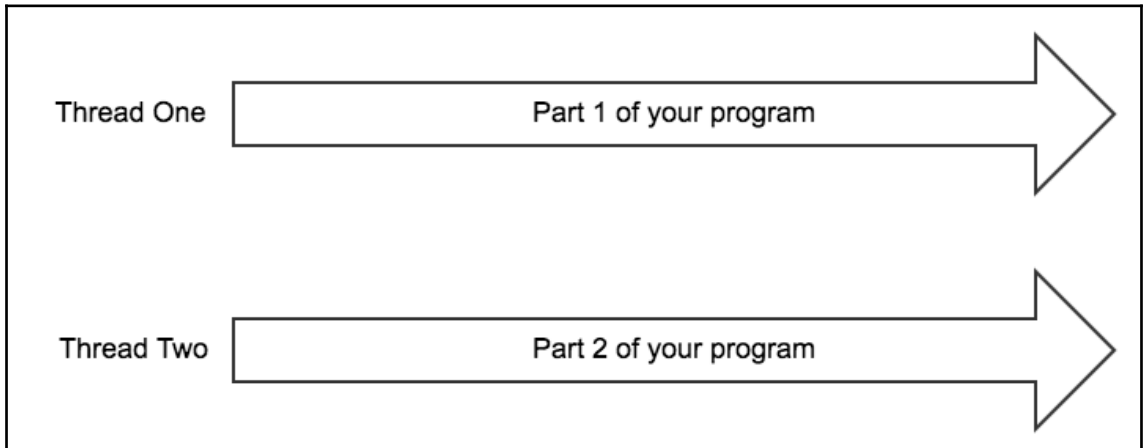 Thread One
Part 1 of your program
Thread Two
Part 2 of your program